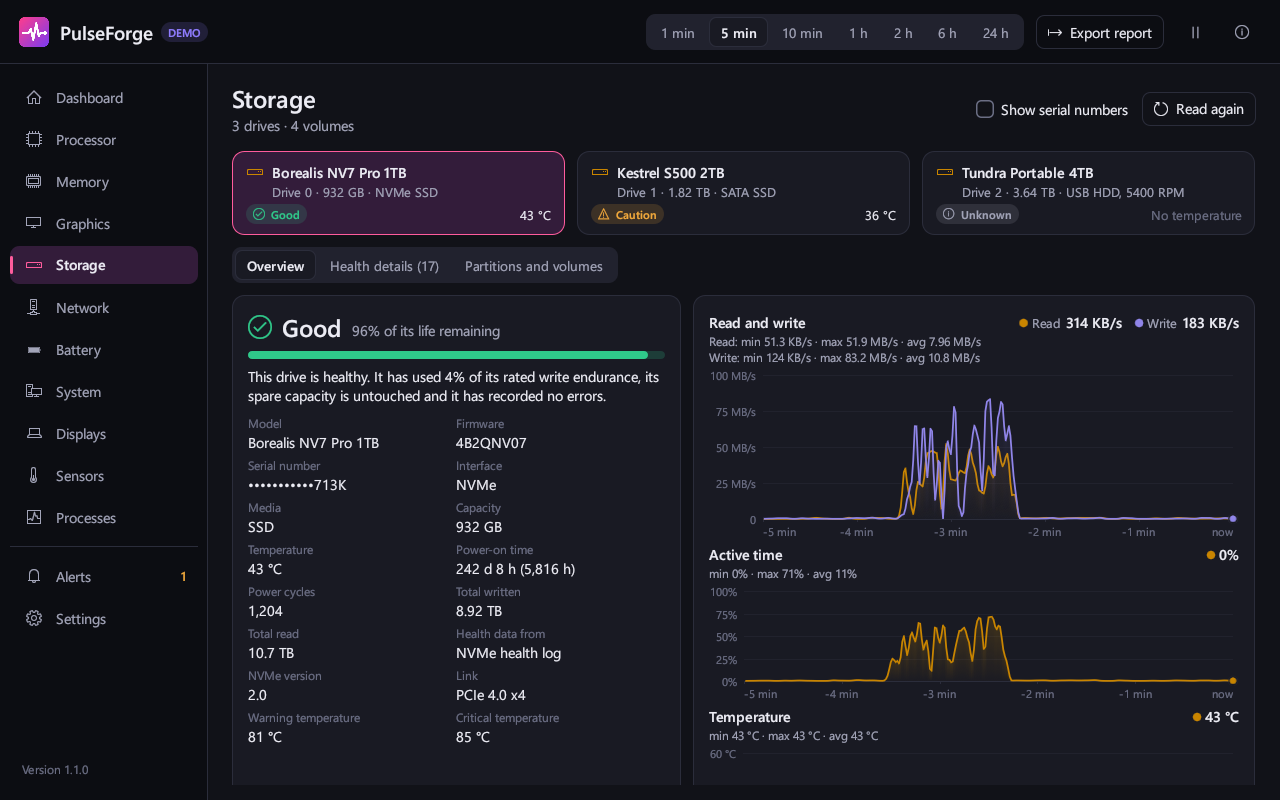 PulseForge DEMO
1 min 5 min 10 min 1 h 2 h 6 h 24 h
Export report
Dashboard
Processor
Memory
Graphics
Storage
Network
Battery
System
Displays
Sensors
Processes
Alerts 1
Settings
Version 1.1.0
Storage
3 drives · 4 volumes
Show serial numbers
Read again
Borealis NV7 Pro 1TB
Drive 0 · 932 GB · NVMe SSD
Good 43 °C
Kestrel S500 2TB
Drive 1 · 1.82 TB · SATA SSD
Caution 36 °C
Tundra Portable 4TB
Drive 2 · 3.64 TB · USB HDD, 5400 RPM
Unknown No temperature
Overview Health details (17) Partitions and volumes
Good 96% of its life remaining
This drive is healthy. It has used 4% of its rated write endurance, its
spare capacity is untouched and it has recorded no errors.
Model Firmware
Borealis NV7 Pro 1TB 4B2QNV07
Serial number Interface
•••••••••••713K NVMe
Media Capacity
SSD 932 GB
Temperature Power-on time
43 °C 242 d 8 h (5,816 h)
Power cycles Total written
1,204 8.92 TB
Total read Health data from
10.7 TB NVMe health log
NVMe version Link
2.0 PCIe 4.0 x4
Warning temperature Critical temperature
81 °C 85 °C
Read and write Read 314 KB/s Write 183 KB/s
Read: min 51.3 KB/s · max 51.9 MB/s · avg 7.96 MB/s
Write: min 124 KB/s · max 83.2 MB/s · avg 10.8 MB/s
100 MB/s
75 MB/s
50 MB/s
25 MB/s
0
-5 min -4 min -3 min -2 min -1 min now
Active time 0%
min 0% · max 71% · avg 11%
100%
75%
50%
25%
0%
-5 min -4 min -3 min -2 min -1 min now
Temperature 43 °C
min 43 °C · max 43 °C · avg 43 °C
60 °C